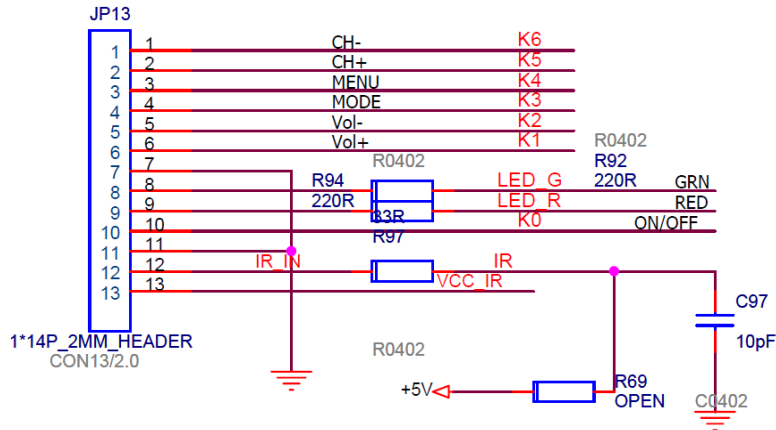 JP13
1 1 CH- K6
2 2 CH+ K5
3 3 MENU K4
4 4 MODE K3
5 5 Vol- K2
6 6 Vol+ K1
R0402
R0402
R92
220R
7 7
8 8 R94 LED_G GRN
220R
9 9 LED_R RED
10 10 33R K0 ON/OFF
R97
11 11
12 12 IR_IN IR
13 13 VCC_IR
C97
10pF
C0402
1*14P_2MM_HEADER
CON13/2.0
R0402
+5V
R69
OPEN